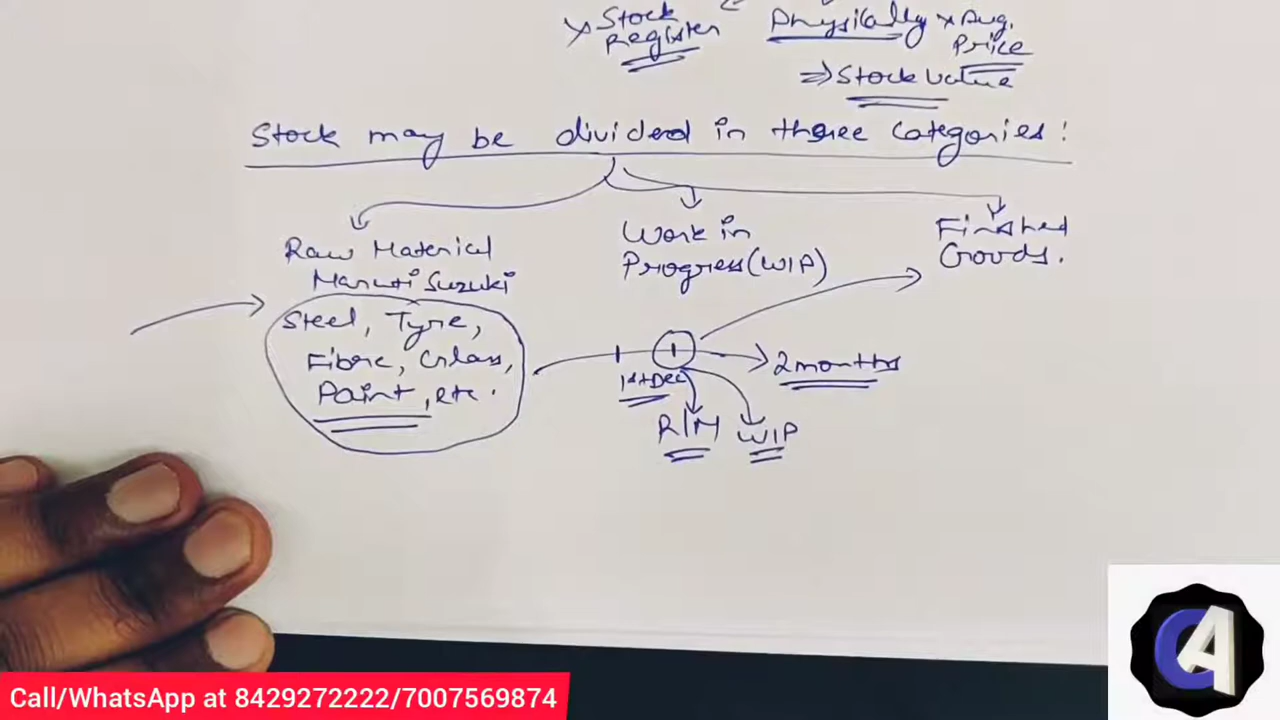 × Stock
Register
Physically × Avg.
Price
⇒ Stock Value
Stock may be divided in three categories:
Raw Material
Maruti Suzuki
Steel, Tyre,
Fibre, Glass,
Paint, etc.
Work in
Progress (WIP)
Finished
Goods.
1st Dec
2 months
R/M
WIP
CA
Call/WhatsApp at 8429272222/7007569874